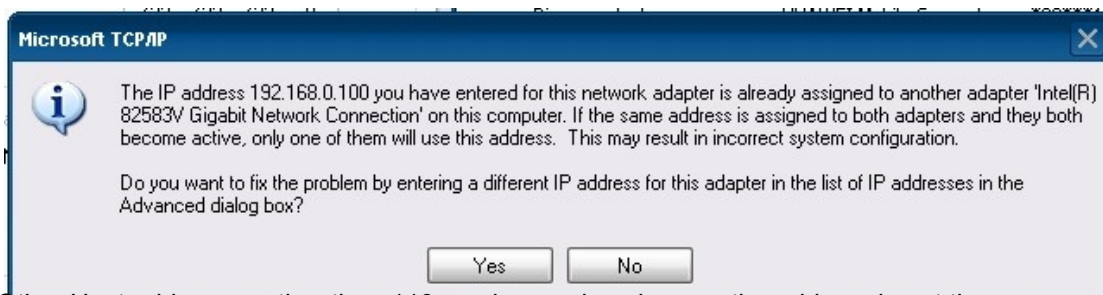 Microsoft TCP/IP
The IP address 192.168.0.100 you have entered for this network adapter is already assigned to another adapter 'Intel(R)
82583V Gigabit Network Connection' on this computer. If the same address is assigned to both adapters and they both
become active, only one of them will use this address. This may result in incorrect system configuration.
Do you want to fix the problem by entering a different IP address for this adapter in the list of IP addresses in the
Advanced dialog box?
Yes No